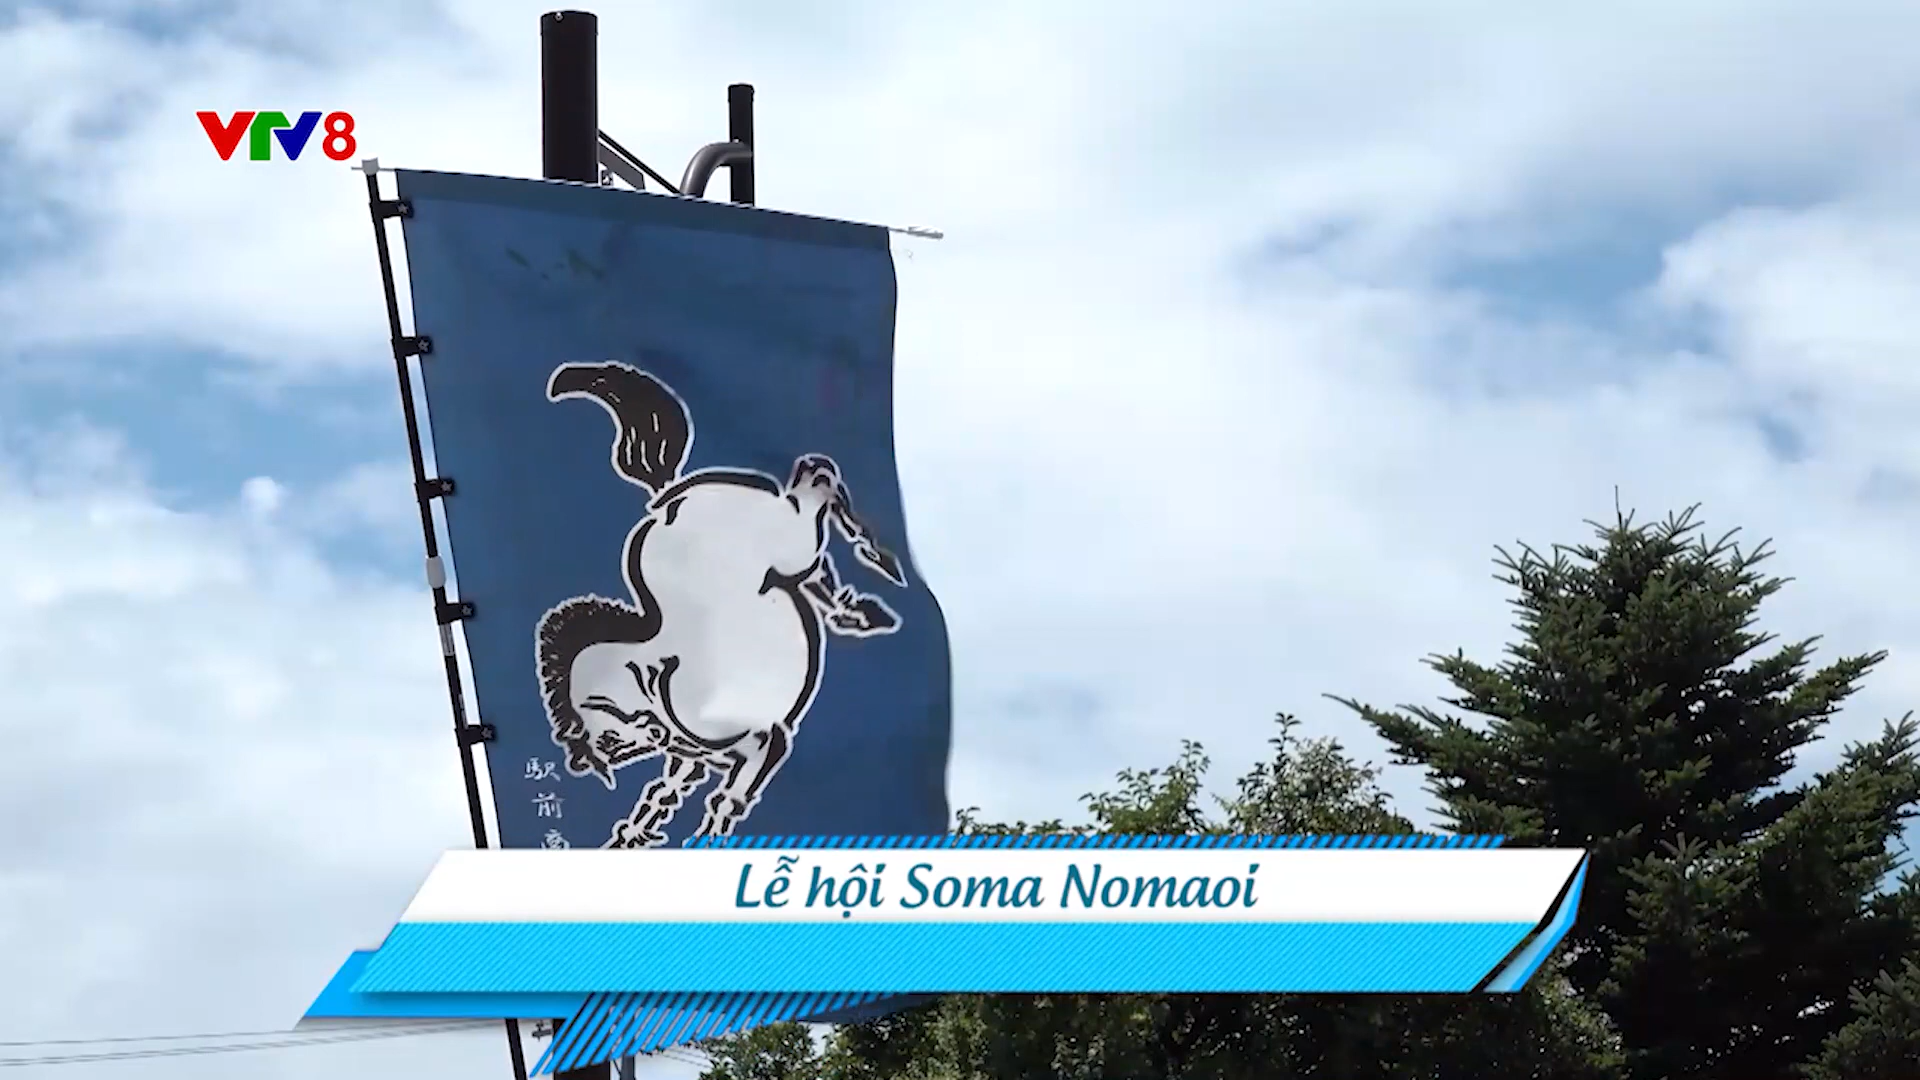 VTV8
駅
前
Lễ hội Soma Nomaoi